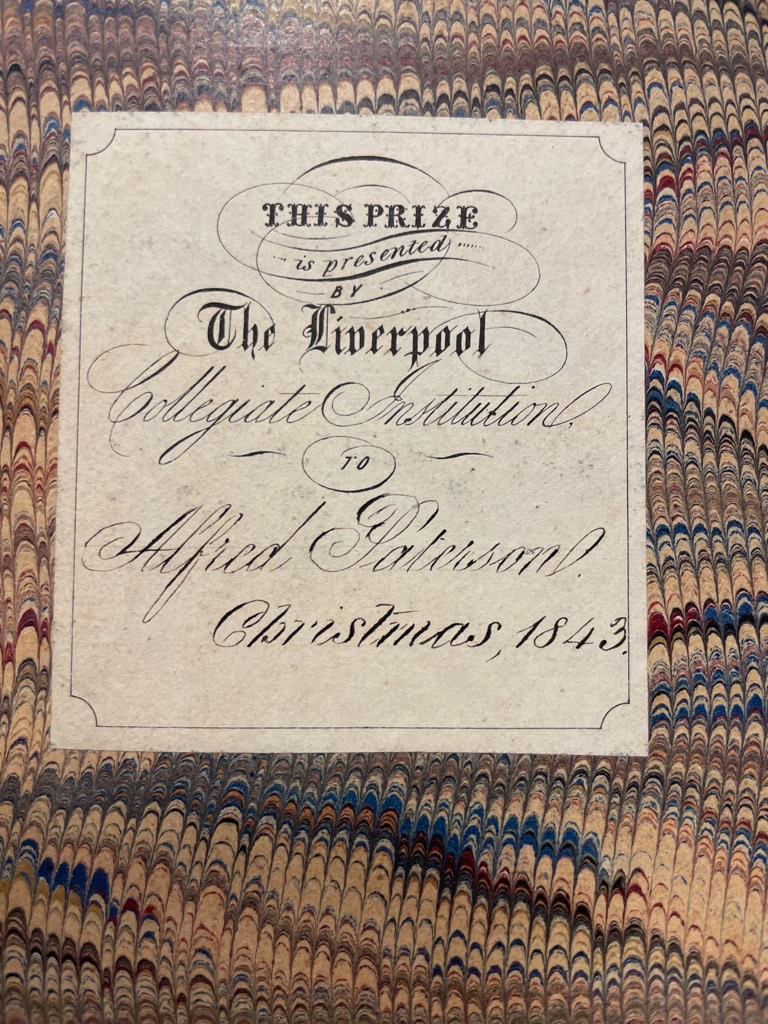 THIS PRIZE
is presented
BY
The Liverpool
Collegiate Institution.
TO
Alfred Paterson.
Christmas, 1843.